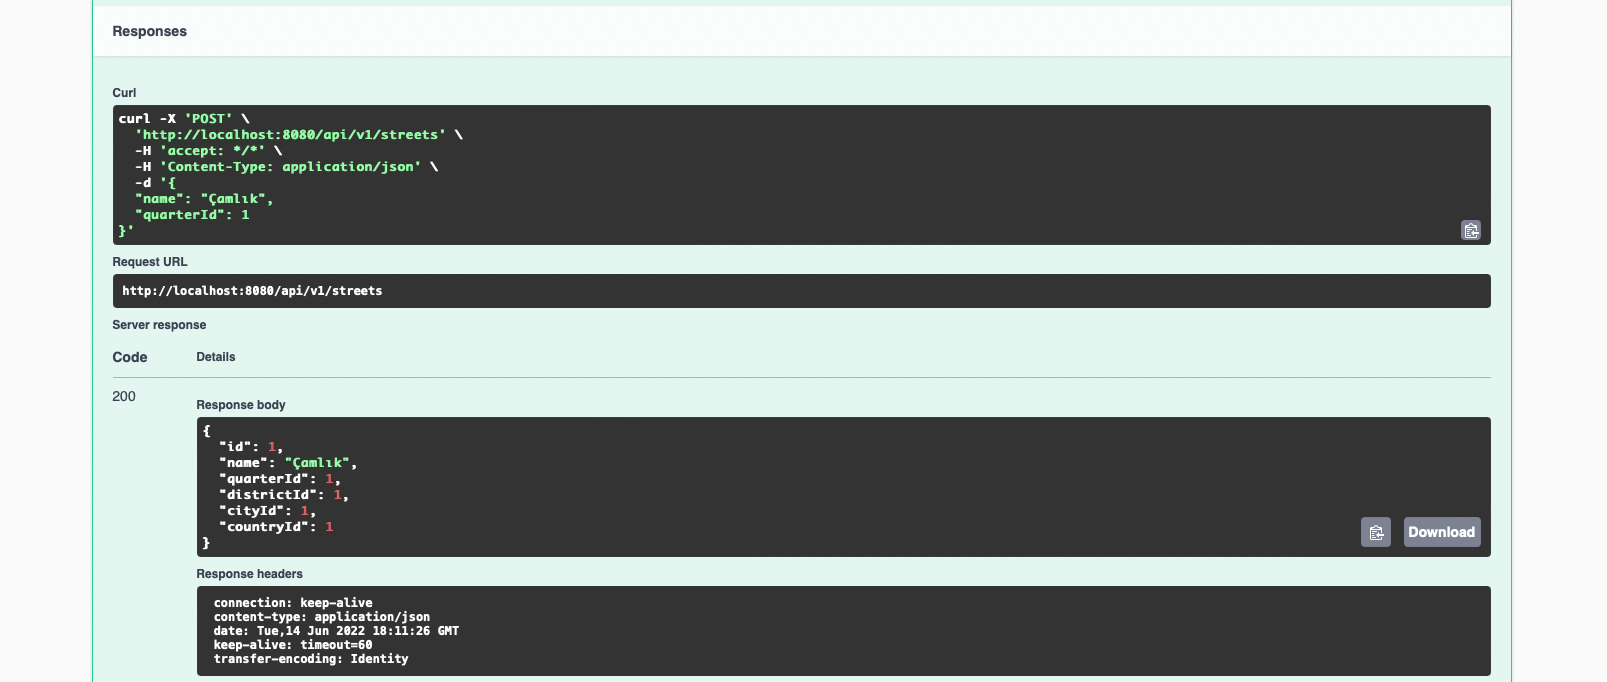 Responses
Curl
curl -X 'POST' \
  'http://localhost:8080/api/v1/streets' \
  -H 'accept: */*' \
  -H 'Content-Type: application/json' \
  -d '{
  "name": "Çamlık",
  "quarterId": 1
}'
Request URL
http://localhost:8080/api/v1/streets
Server response
Code Details
200
Response body
{
  "id": 1,
  "name": "Çamlık",
  "quarterId": 1,
  "districtId": 1,
  "cityId": 1,
  "countryId": 1
}
Download
Response headers
connection: keep-alive
content-type: application/json
date: Tue,14 Jun 2022 18:11:26 GMT
keep-alive: timeout=60
transfer-encoding: Identity